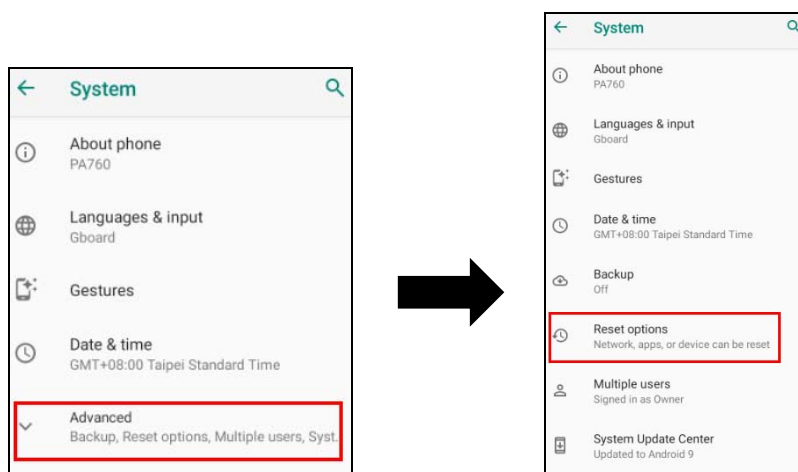 System
About phone
PA760
Languages & input
Gboard
Gestures
Date & time
GMT+08:00 Taipei Standard Time
Advanced
Backup, Reset options, Multiple users, Syst.
System
About phone
PA760
Languages & input
Gboard
Gestures
Date & time
GMT+08:00 Taipei Standard Time
Backup
Off
Reset options
Network, apps, or device can be reset
Multiple users
Signed in as Owner
System Update Center
Updated to Android 9